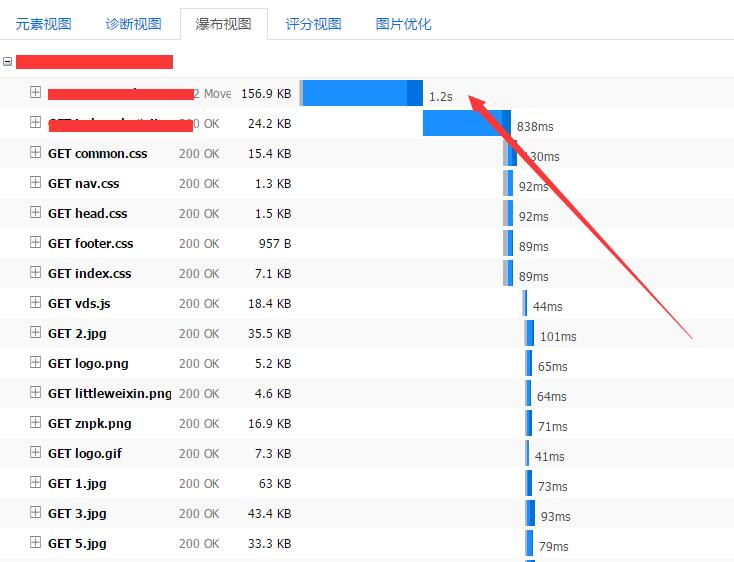 元素视图 诊断视图 瀑布视图 评分视图 图片优化
2 Move 156.9 KB 1.2s
OK 24.2 KB 838ms
GET common.css 200 OK 15.4 KB 130ms
GET nav.css 200 OK 1.3 KB 92ms
GET head.css 200 OK 1.5 KB 92ms
GET footer.css 200 OK 957 B 89ms
GET index.css 200 OK 7.1 KB 89ms
GET vds.js 200 OK 18.4 KB 44ms
GET 2.jpg 200 OK 35.5 KB 101ms
GET logo.png 200 OK 5.2 KB 65ms
GET littleweixin.png 200 OK 4.6 KB 64ms
GET znpk.png 200 OK 16.9 KB 71ms
GET logo.gif 200 OK 7.3 KB 41ms
GET 1.jpg 200 OK 63 KB 73ms
GET 3.jpg 200 OK 43.4 KB 93ms
GET 5.jpg 200 OK 33.3 KB 79ms